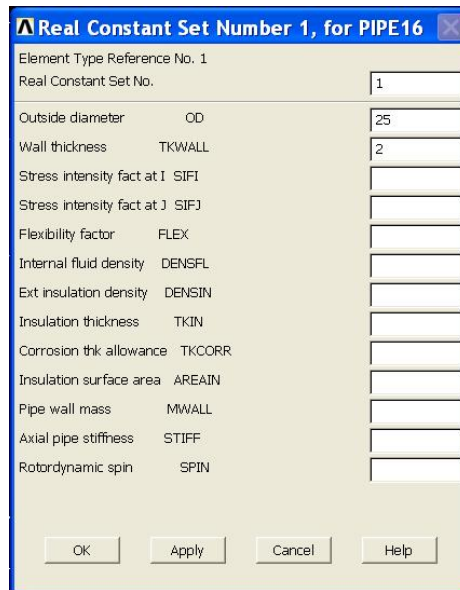 Real Constant Set Number 1, for PIPE16
Element Type Reference No. 1
Real Constant Set No. 1
Outside diameter OD 25
Wall thickness TKWALL 2
Stress intensity fact at I SIFI
Stress intensity fact at J SIFJ
Flexibility factor FLEX
Internal fluid density DENSFL
Ext insulation density DENSIN
Insulation thickness TKIN
Corrosion thk allowance TKCORR
Insulation surface area AREAIN
Pipe wall mass MWALL
Axial pipe stiffness STIFF
Rotordynamic spin SPIN
OK Apply Cancel Help